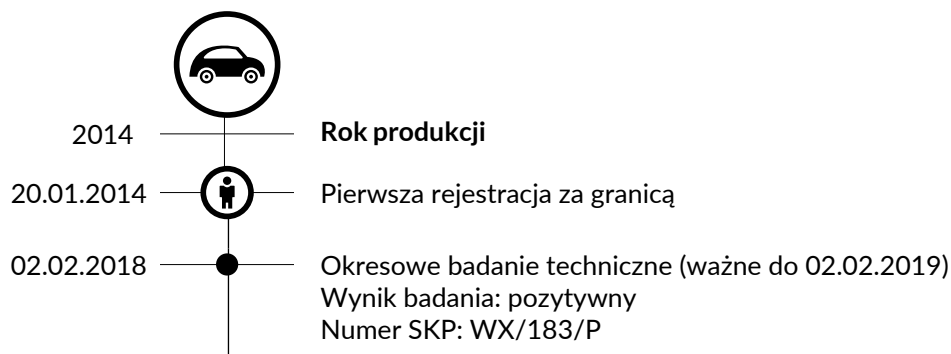 2014 Rok produkcji
20.01.2014 Pierwsza rejestracja za granicą
02.02.2018 Okresowe badanie techniczne (ważne do 02.02.2019)
Wynik badania: pozytywny
Numer SKP: WX/183/P